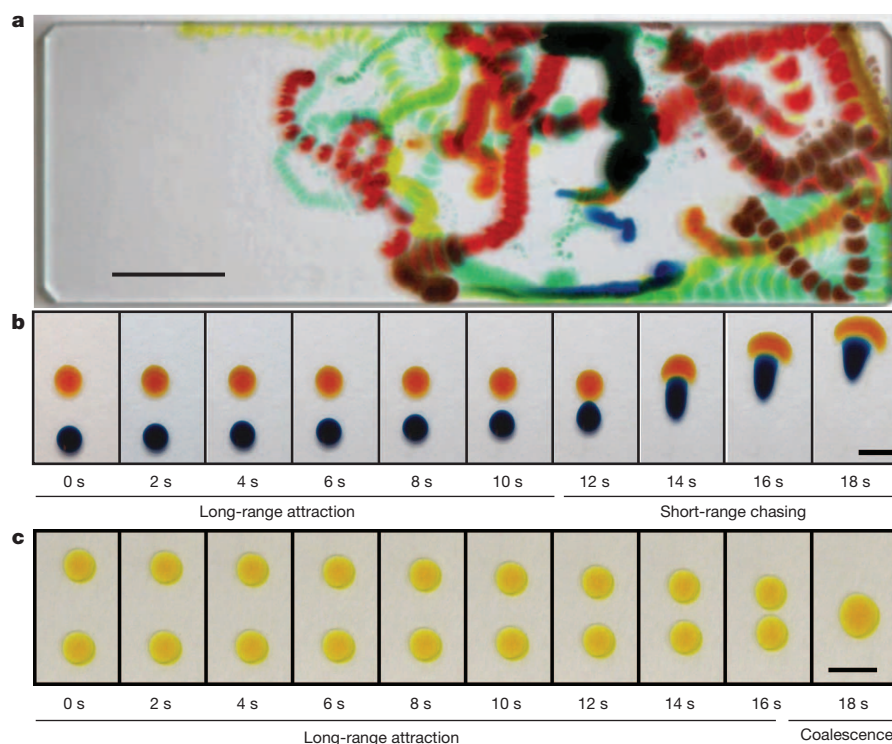 a
b
0 s 2 s 4 s 6 s 8 s 10 s 12 s 14 s 16 s 18 s
Long-range attraction Short-range chasing
c
0 s 2 s 4 s 6 s 8 s 10 s 12 s 14 s 16 s 18 s
Long-range attraction Coalescence